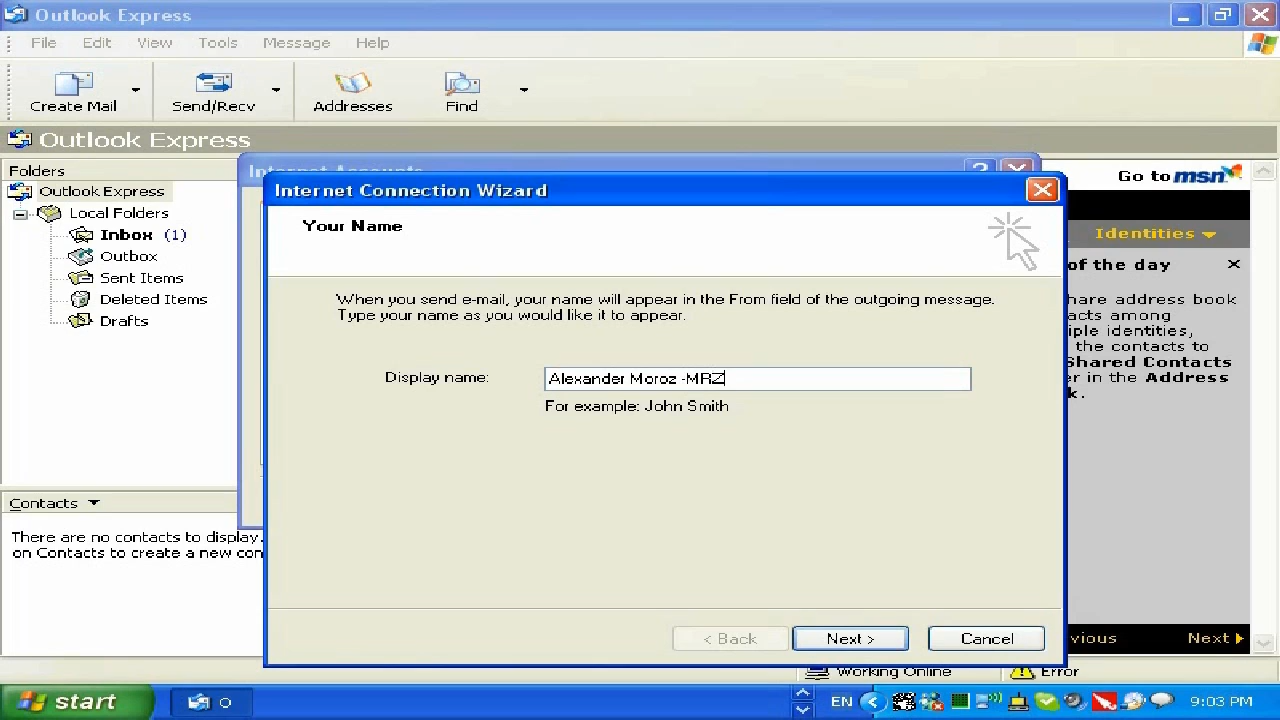 Outlook Express
File Edit View Tools Message Help
Create Mail Send/Recv Addresses Find
Outlook Express
Folders
Outlook Express
Local Folders
Inbox (1)
Outbox
Sent Items
Deleted Items
Drafts
Contacts
There are no contacts to display.
on Contacts to create a new con
Internet Accounts
Internet Connection Wizard
Your Name
When you send e-mail, your name will appear in the From field of the outgoing message.
Type your name as you would like it to appear.
Display name: Alexander Moroz -MRZ
For example: John Smith
< Back Next > Cancel
Go to msn
Identities
of the day
hare address book
acts among
iple identities,
the contacts to
Shared Contacts
er in the Address
k.
vious Next
Working Online Error
start O EN 9:03 PM